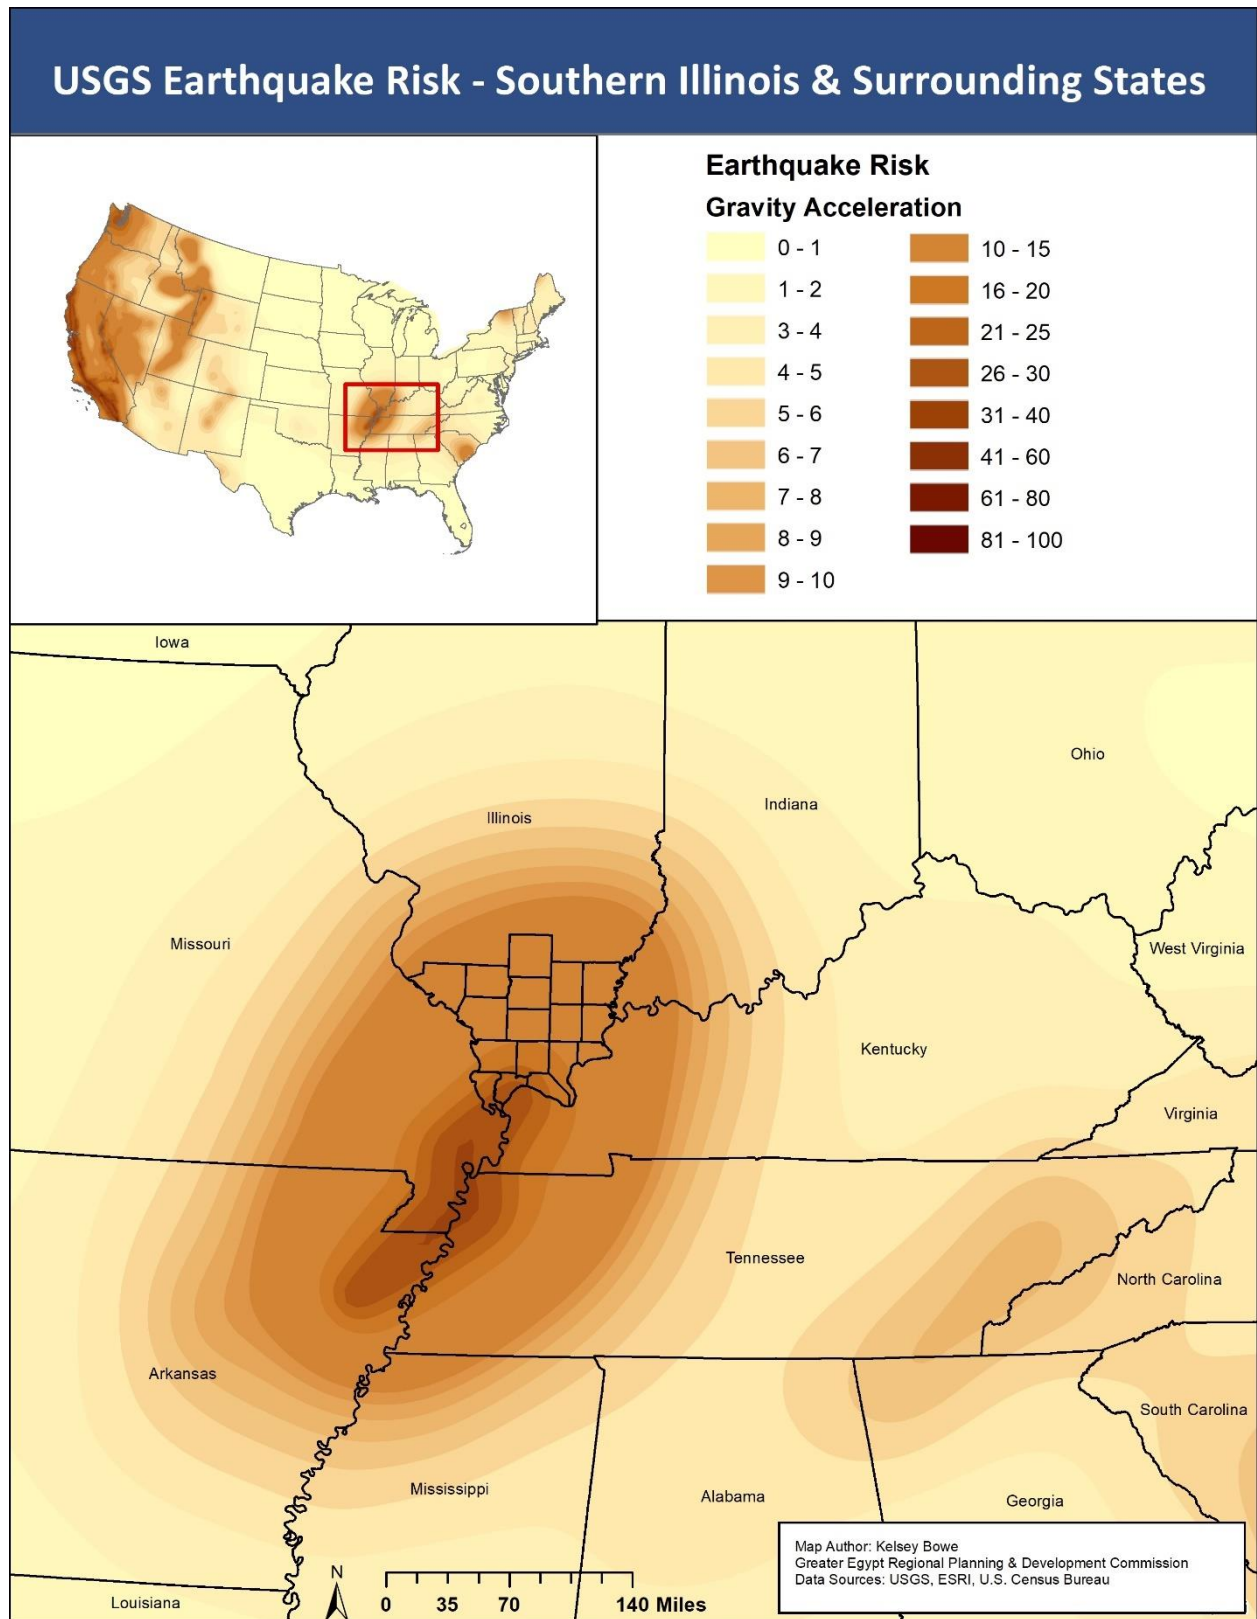 USGS Earthquake Risk - Southern Illinois & Surrounding States
Earthquake Risk
Gravity Acceleration
0 - 1
1 - 2
3 - 4
4 - 5
5 - 6
6 - 7
7 - 8
8 - 9
9 - 10
10 - 15
16 - 20
21 - 25
26 - 30
31 - 40
41 - 60
61 - 80
81 - 100
Iowa
Ohio
Indiana
Illinois
Missouri
West Virginia
Kentucky
Virginia
Tennessee
North Carolina
Arkansas
South Carolina
Mississippi
Alabama
Georgia
Louisiana
N
0 35 70 140 Miles
Map Author: Kelsey Bowe
Greater Egypt Regional Planning & Development Commission
Data Sources: USGS, ESRI, U.S. Census Bureau